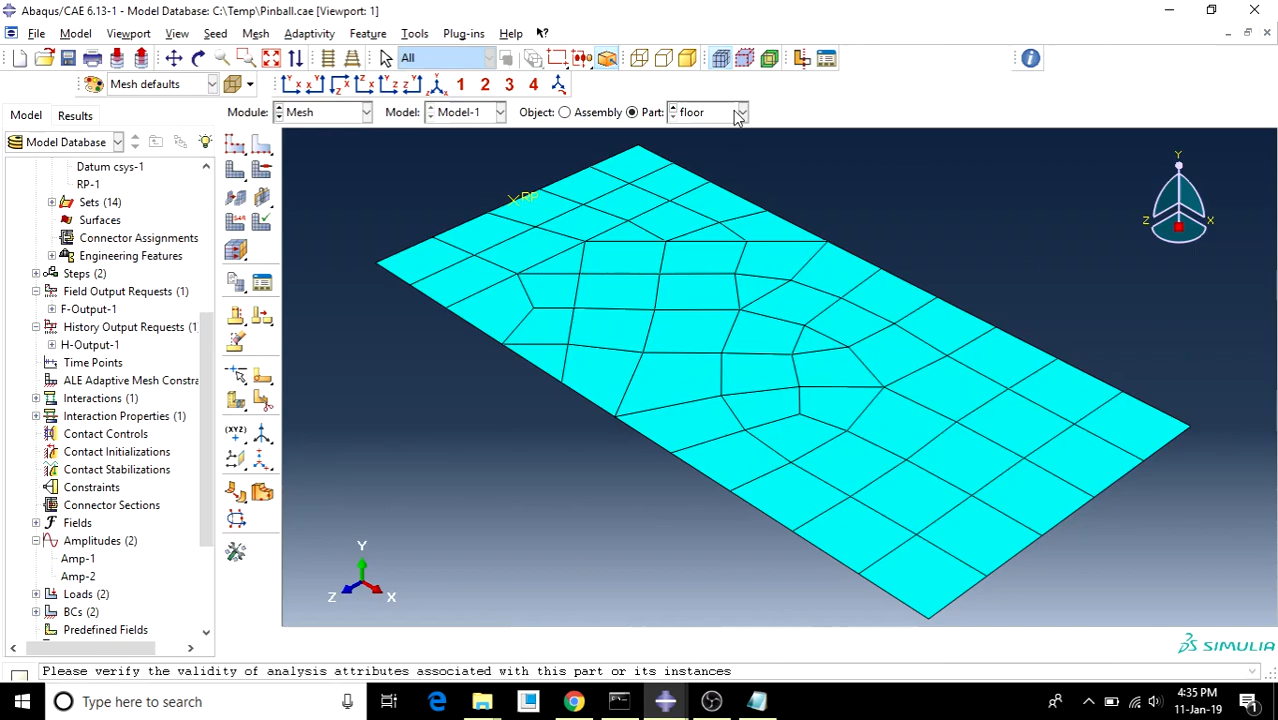 Abaqus/CAE 6.13-1 - Model Database: C:\Temp\Pinball.cae [Viewport: 1]
File Model Viewport View Seed Mesh Adaptivity Feature Tools Plug-ins Help
All
Mesh defaults
1 2 3 4
Model Results
Module: Mesh Model: Model-1 Object: Assembly Part: floor
Model Database
Datum csys-1
RP-1
Sets (14)
Surfaces
Connector Assignments
Engineering Features
Steps (2)
Field Output Requests (1)
F-Output-1
History Output Requests (1
H-Output-1
Time Points
ALE Adaptive Mesh Constra
Interactions (1)
Interaction Properties (1)
Contact Controls
Contact Initializations
Contact Stabilizations
Constraints
Connector Sections
Fields
Amplitudes (2)
Amp-1
Amp-2
Loads (2)
BCs (2)
Predefined Fields
(XYZ)
RP
Y
Z X
Y
Z X
SIMULIA
Please verify the validity of analysis attributes associated with this part or its instances
Type here to search
4:35 PM
11-Jan-19
1